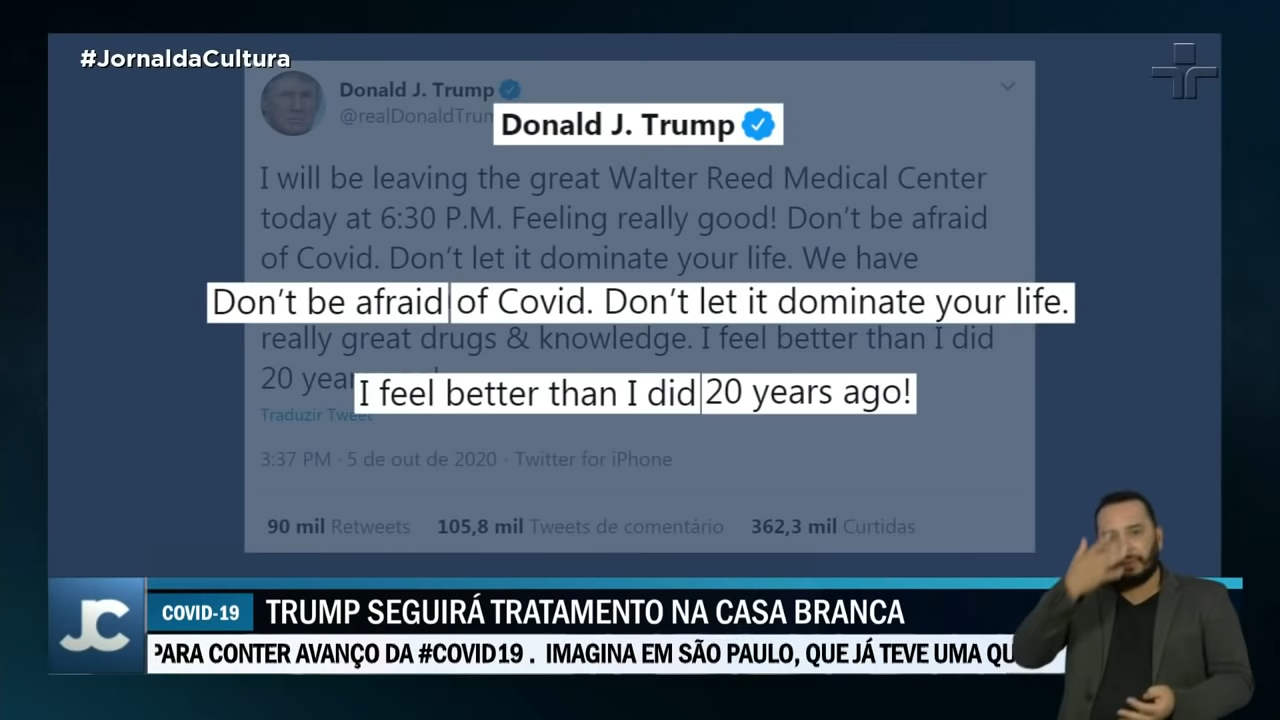 #JornaldaCultura
Donald J. Trump
@realDonaldTrum
Donald J. Trump
I will be leaving the great Walter Reed Medical Center
today at 6:30 P.M. Feeling really good! Don't be afraid
of Covid. Don't let it dominate your life. We have
Don't be afraid of Covid. Don't let it dominate your life.
really great drugs & knowledge. I feel better than I did
20 yea
I feel better than I did 20 years ago!
Traduzir Tweet
3:37 PM · 5 de out de 2020 · Twitter for iPhone
90 mil Retweets 105,8 mil Tweets de comentário 362,3 mil Curtidas
JC
COVID-19 TRUMP SEGUIRÁ TRATAMENTO NA CASA BRANCA
PARA CONTER AVANÇO DA #COVID19 . IMAGINA EM SÃO PAULO, QUE JÁ TEVE UMA QU